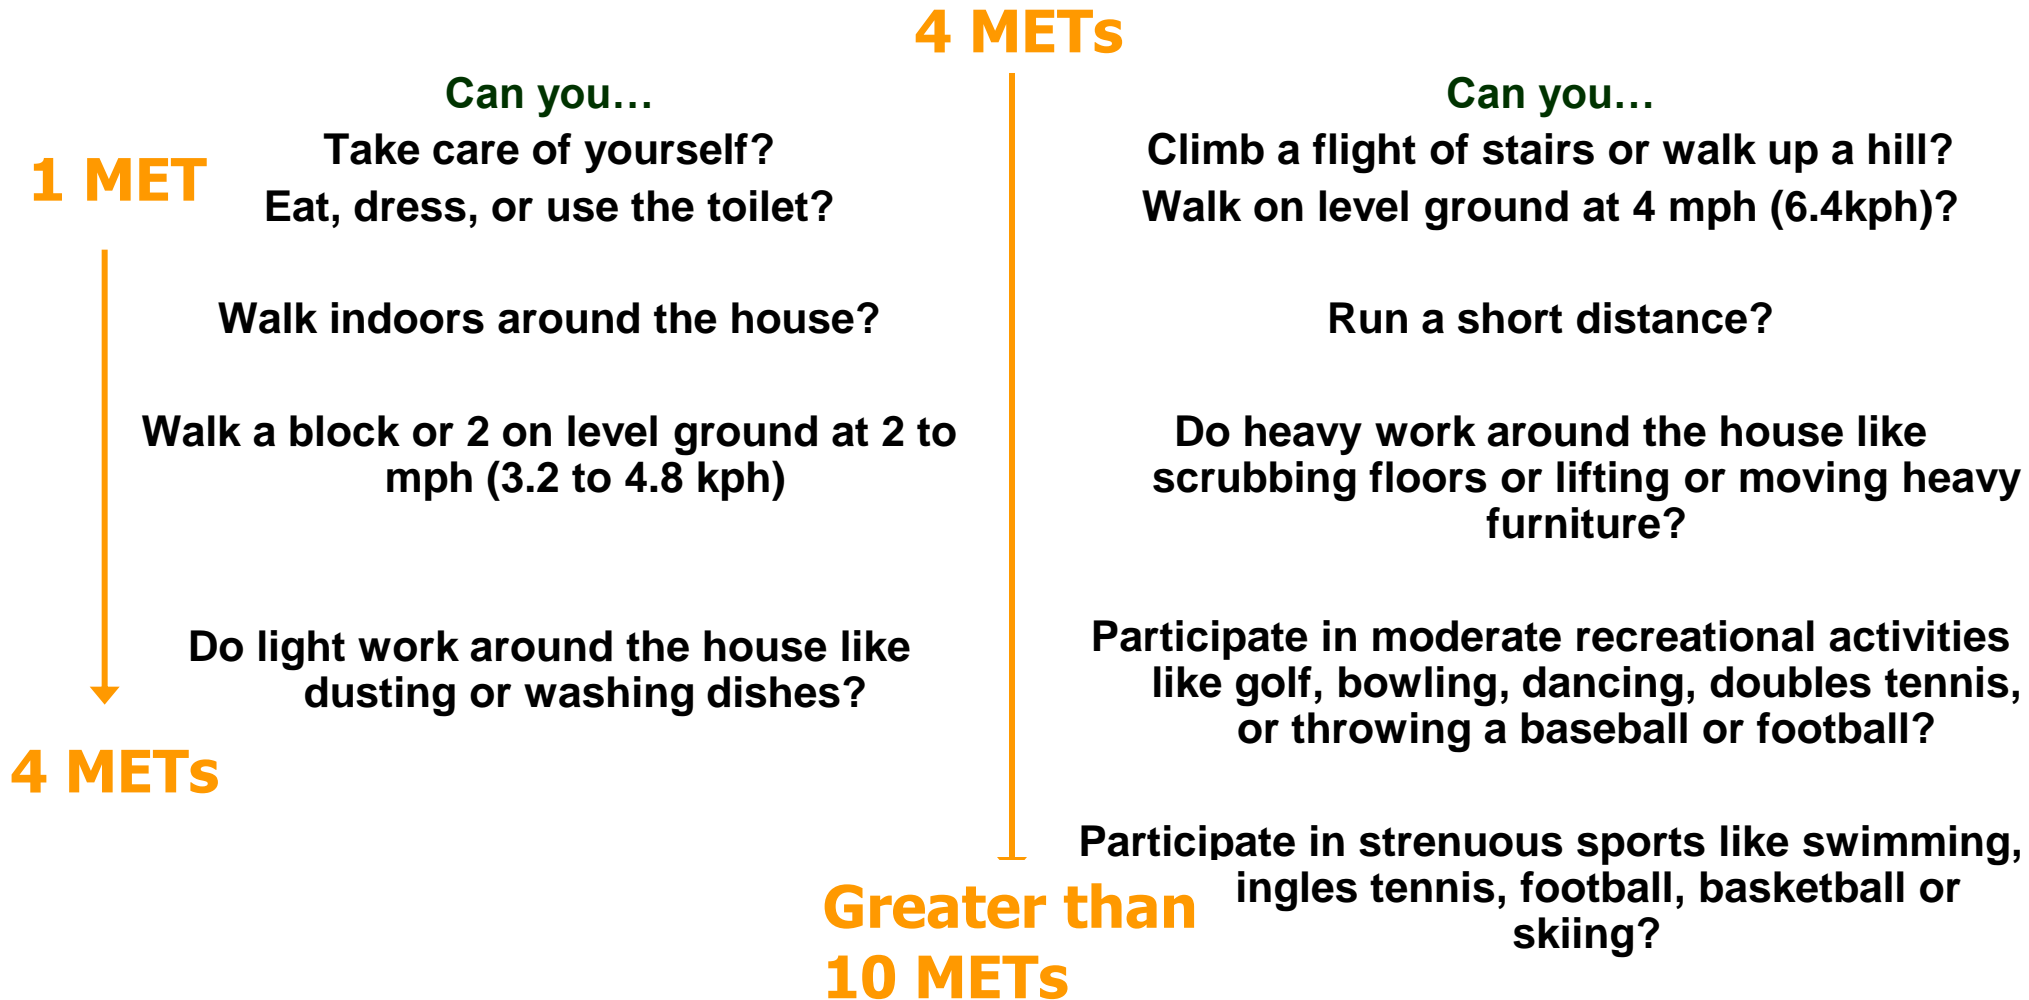 1 MET
Can you…
Take care of yourself?
Eat, dress, or use the toilet?
Walk indoors around the house?
Walk a block or 2 on level ground at 2 to
mph (3.2 to 4.8 kph)
Do light work around the house like
dusting or washing dishes?
4 METs
4 METs
Can you…
Climb a flight of stairs or walk up a hill?
Walk on level ground at 4 mph (6.4kph)?
Run a short distance?
Do heavy work around the house like
scrubbing floors or lifting or moving heavy
furniture?
Participate in moderate recreational activities
like golf, bowling, dancing, doubles tennis,
or throwing a baseball or football?
Participate in strenuous sports like swimming,
ingles tennis, football, basketball or
skiing?
Greater than
10 METs